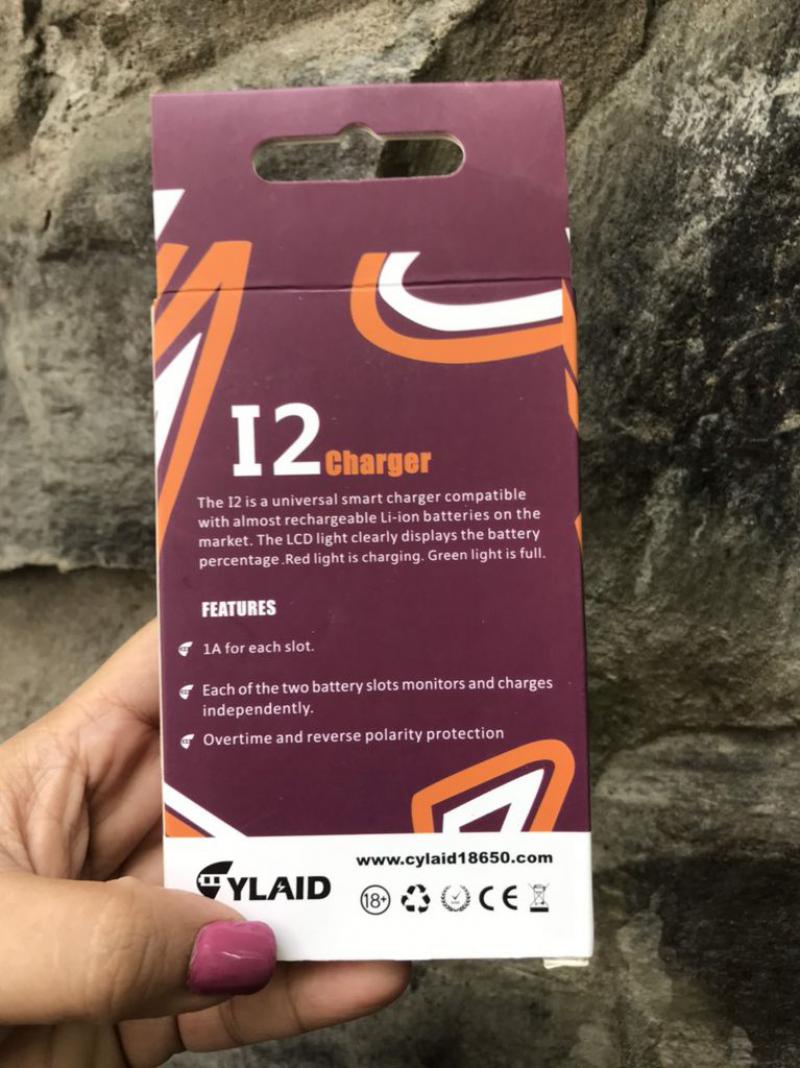 I2 Charger
The I2 is a universal smart charger compatible
with almost rechargeable Li-ion batteries on the
market. The LCD light clearly displays the battery
percentage .Red light is charging. Green light is full.
FEATURES
1A for each slot.
Each of the two battery slots monitors and charges
independently.
Overtime and reverse polarity protection
www.cylaid18650.com
CYLAID
18+ CE